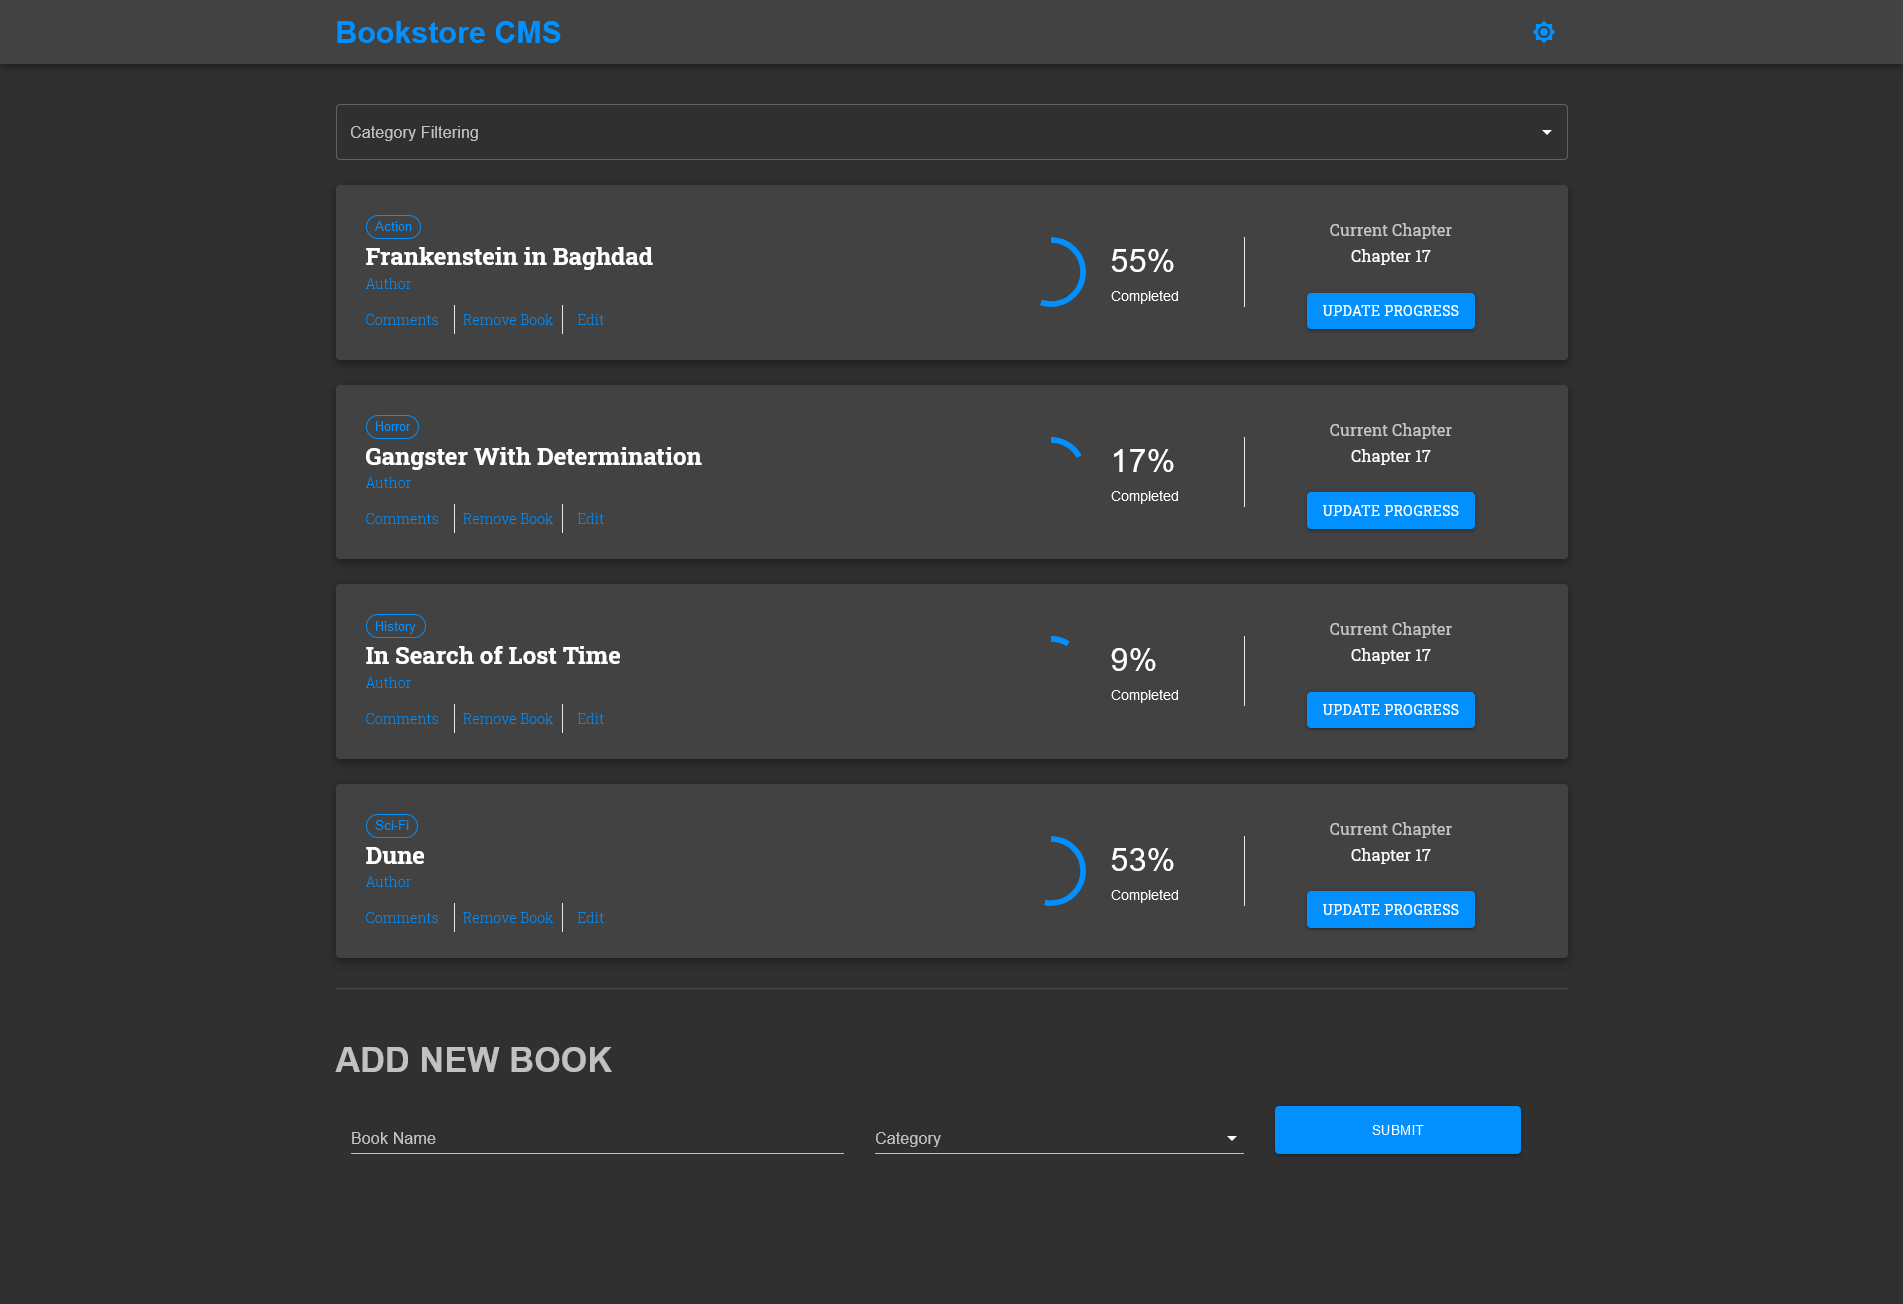 Bookstore CMS
Category Filtering
Action
Frankenstein in Baghdad
Author
Comments Remove Book Edit
55%
Completed
Current Chapter
Chapter 17
UPDATE PROGRESS
Horror
Gangster With Determination
Author
Comments Remove Book Edit
17%
Completed
Current Chapter
Chapter 17
UPDATE PROGRESS
History
In Search of Lost Time
Author
Comments Remove Book Edit
9%
Completed
Current Chapter
Chapter 17
UPDATE PROGRESS
Sci-Fi
Dune
Author
Comments Remove Book Edit
53%
Completed
Current Chapter
Chapter 17
UPDATE PROGRESS
ADD NEW BOOK
Book Name
Category
SUBMIT